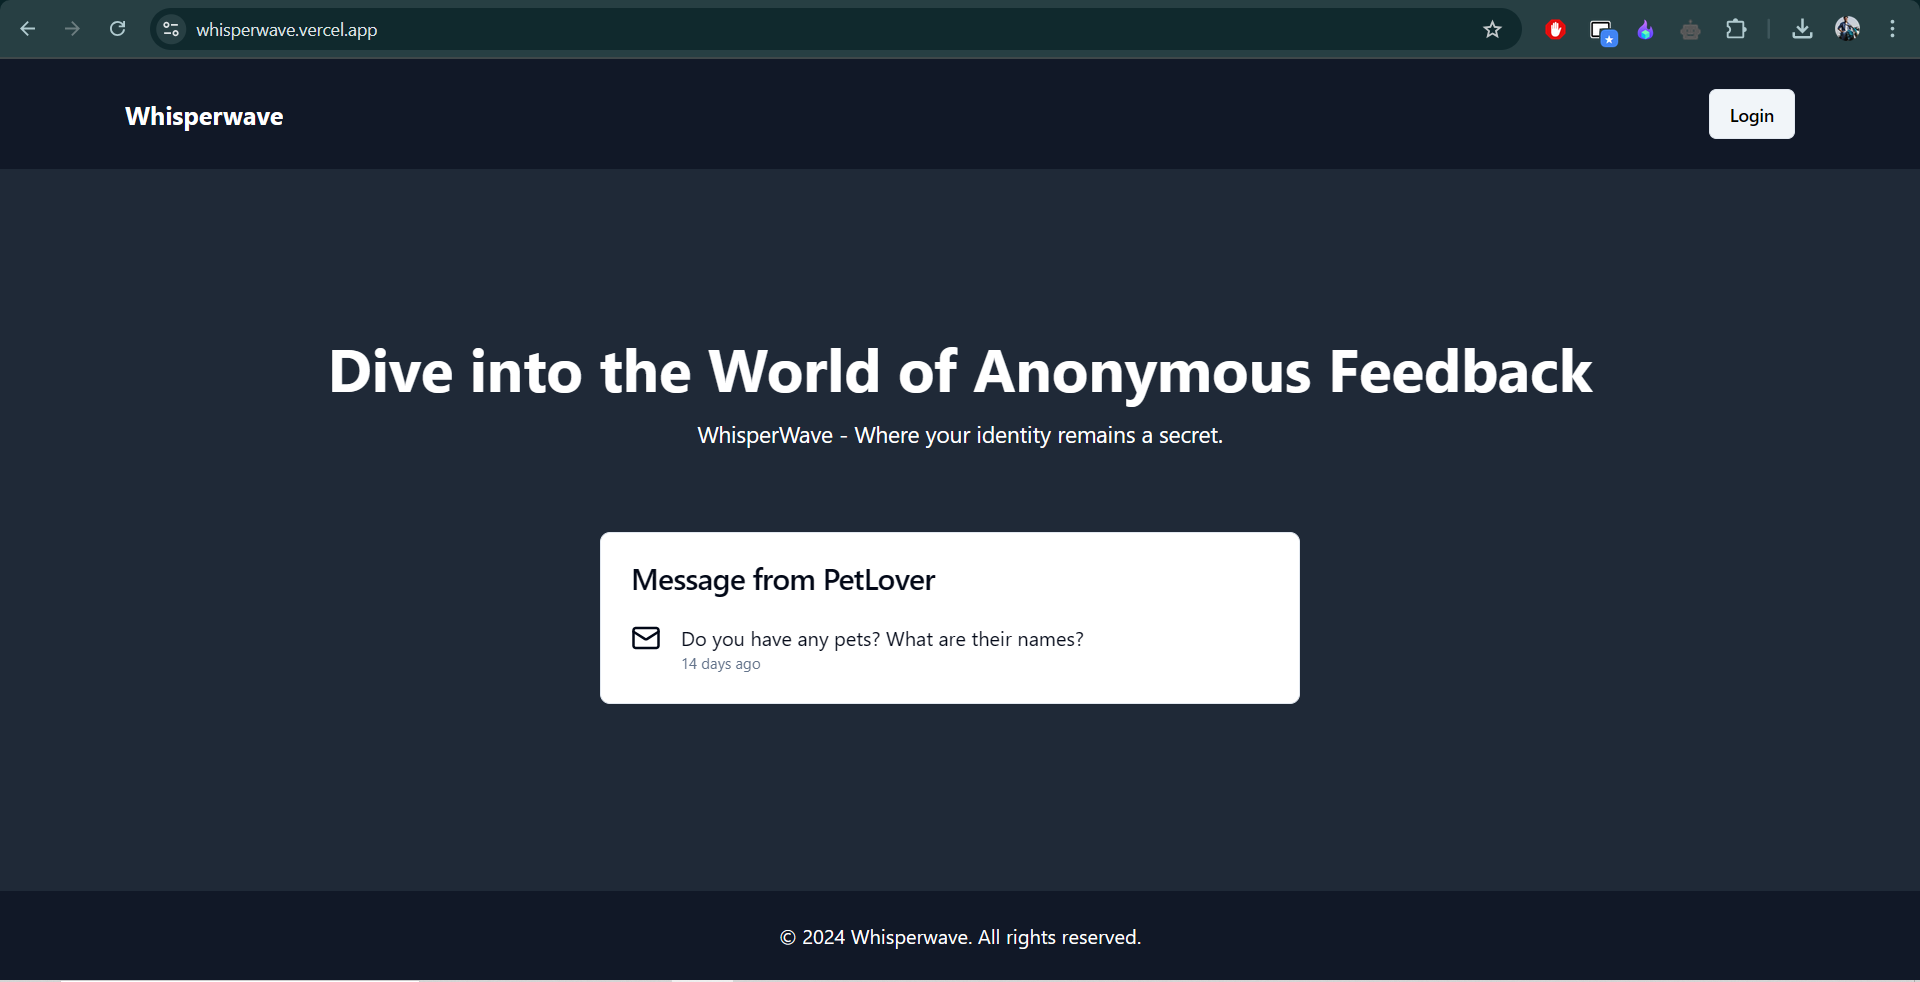 whisperwave.vercel.app
Whisperwave
Login
Dive into the World of Anonymous Feedback
WhisperWave - Where your identity remains a secret.
Message from PetLover
Do you have any pets? What are their names?
14 days ago
© 2024 Whisperwave. All rights reserved.